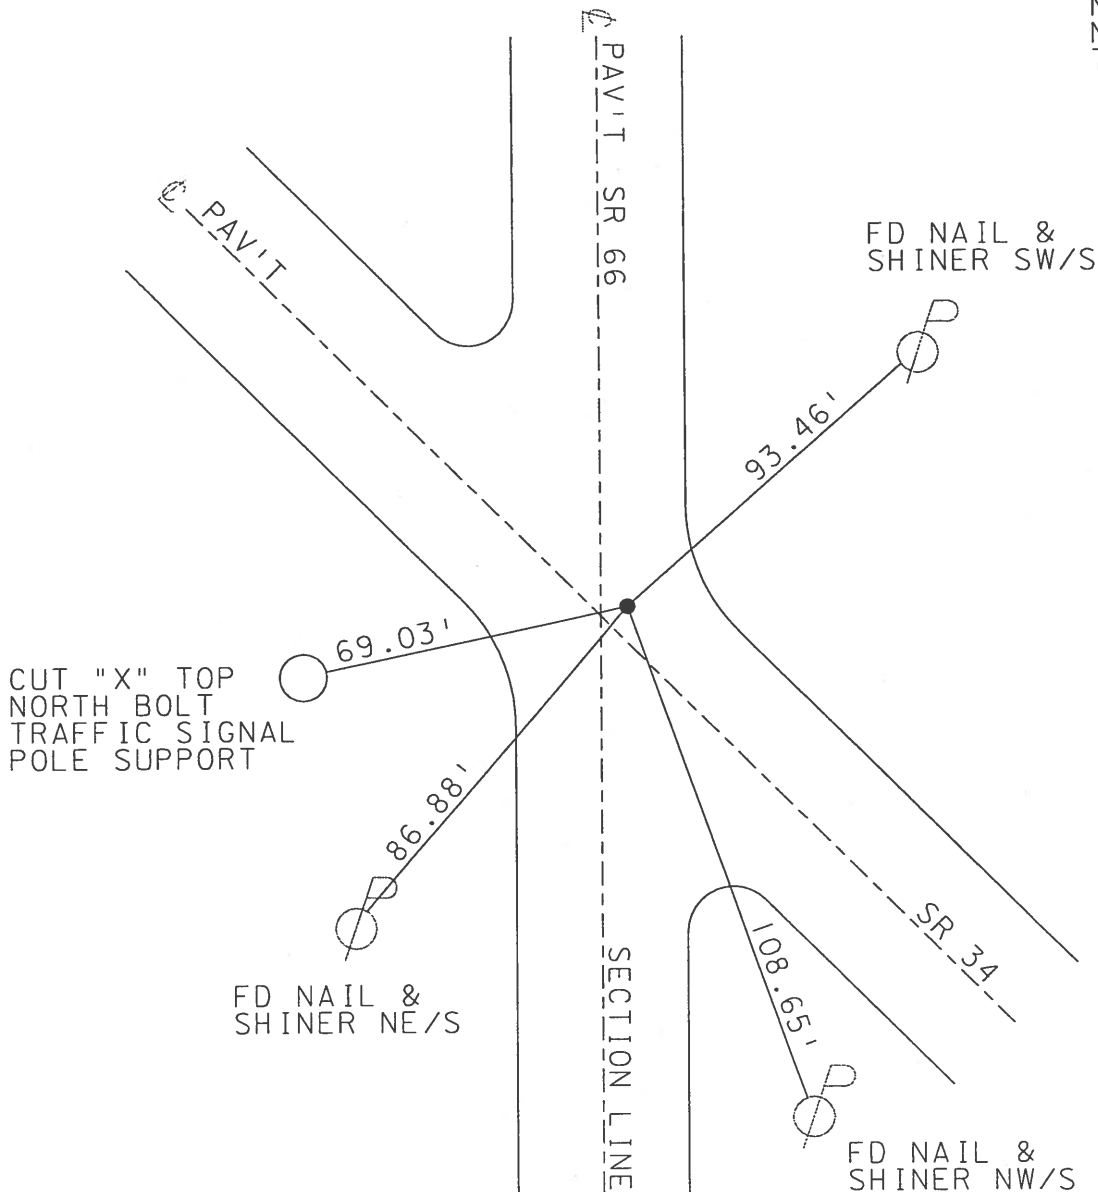 ℄ PAV'T SR 66
℄ PAV'T
FD NAIL &
SHINER SW/S
P
93.46'
69.03'
CUT "X" TOP
NORTH BOLT
TRAFFIC SIGNAL
POLE SUPPORT
86.88'
P
SR 34
108.65'
SECTION LINE
FD NAIL &
SHINER NE/S
P
FD NAIL &
SHINER NW/S